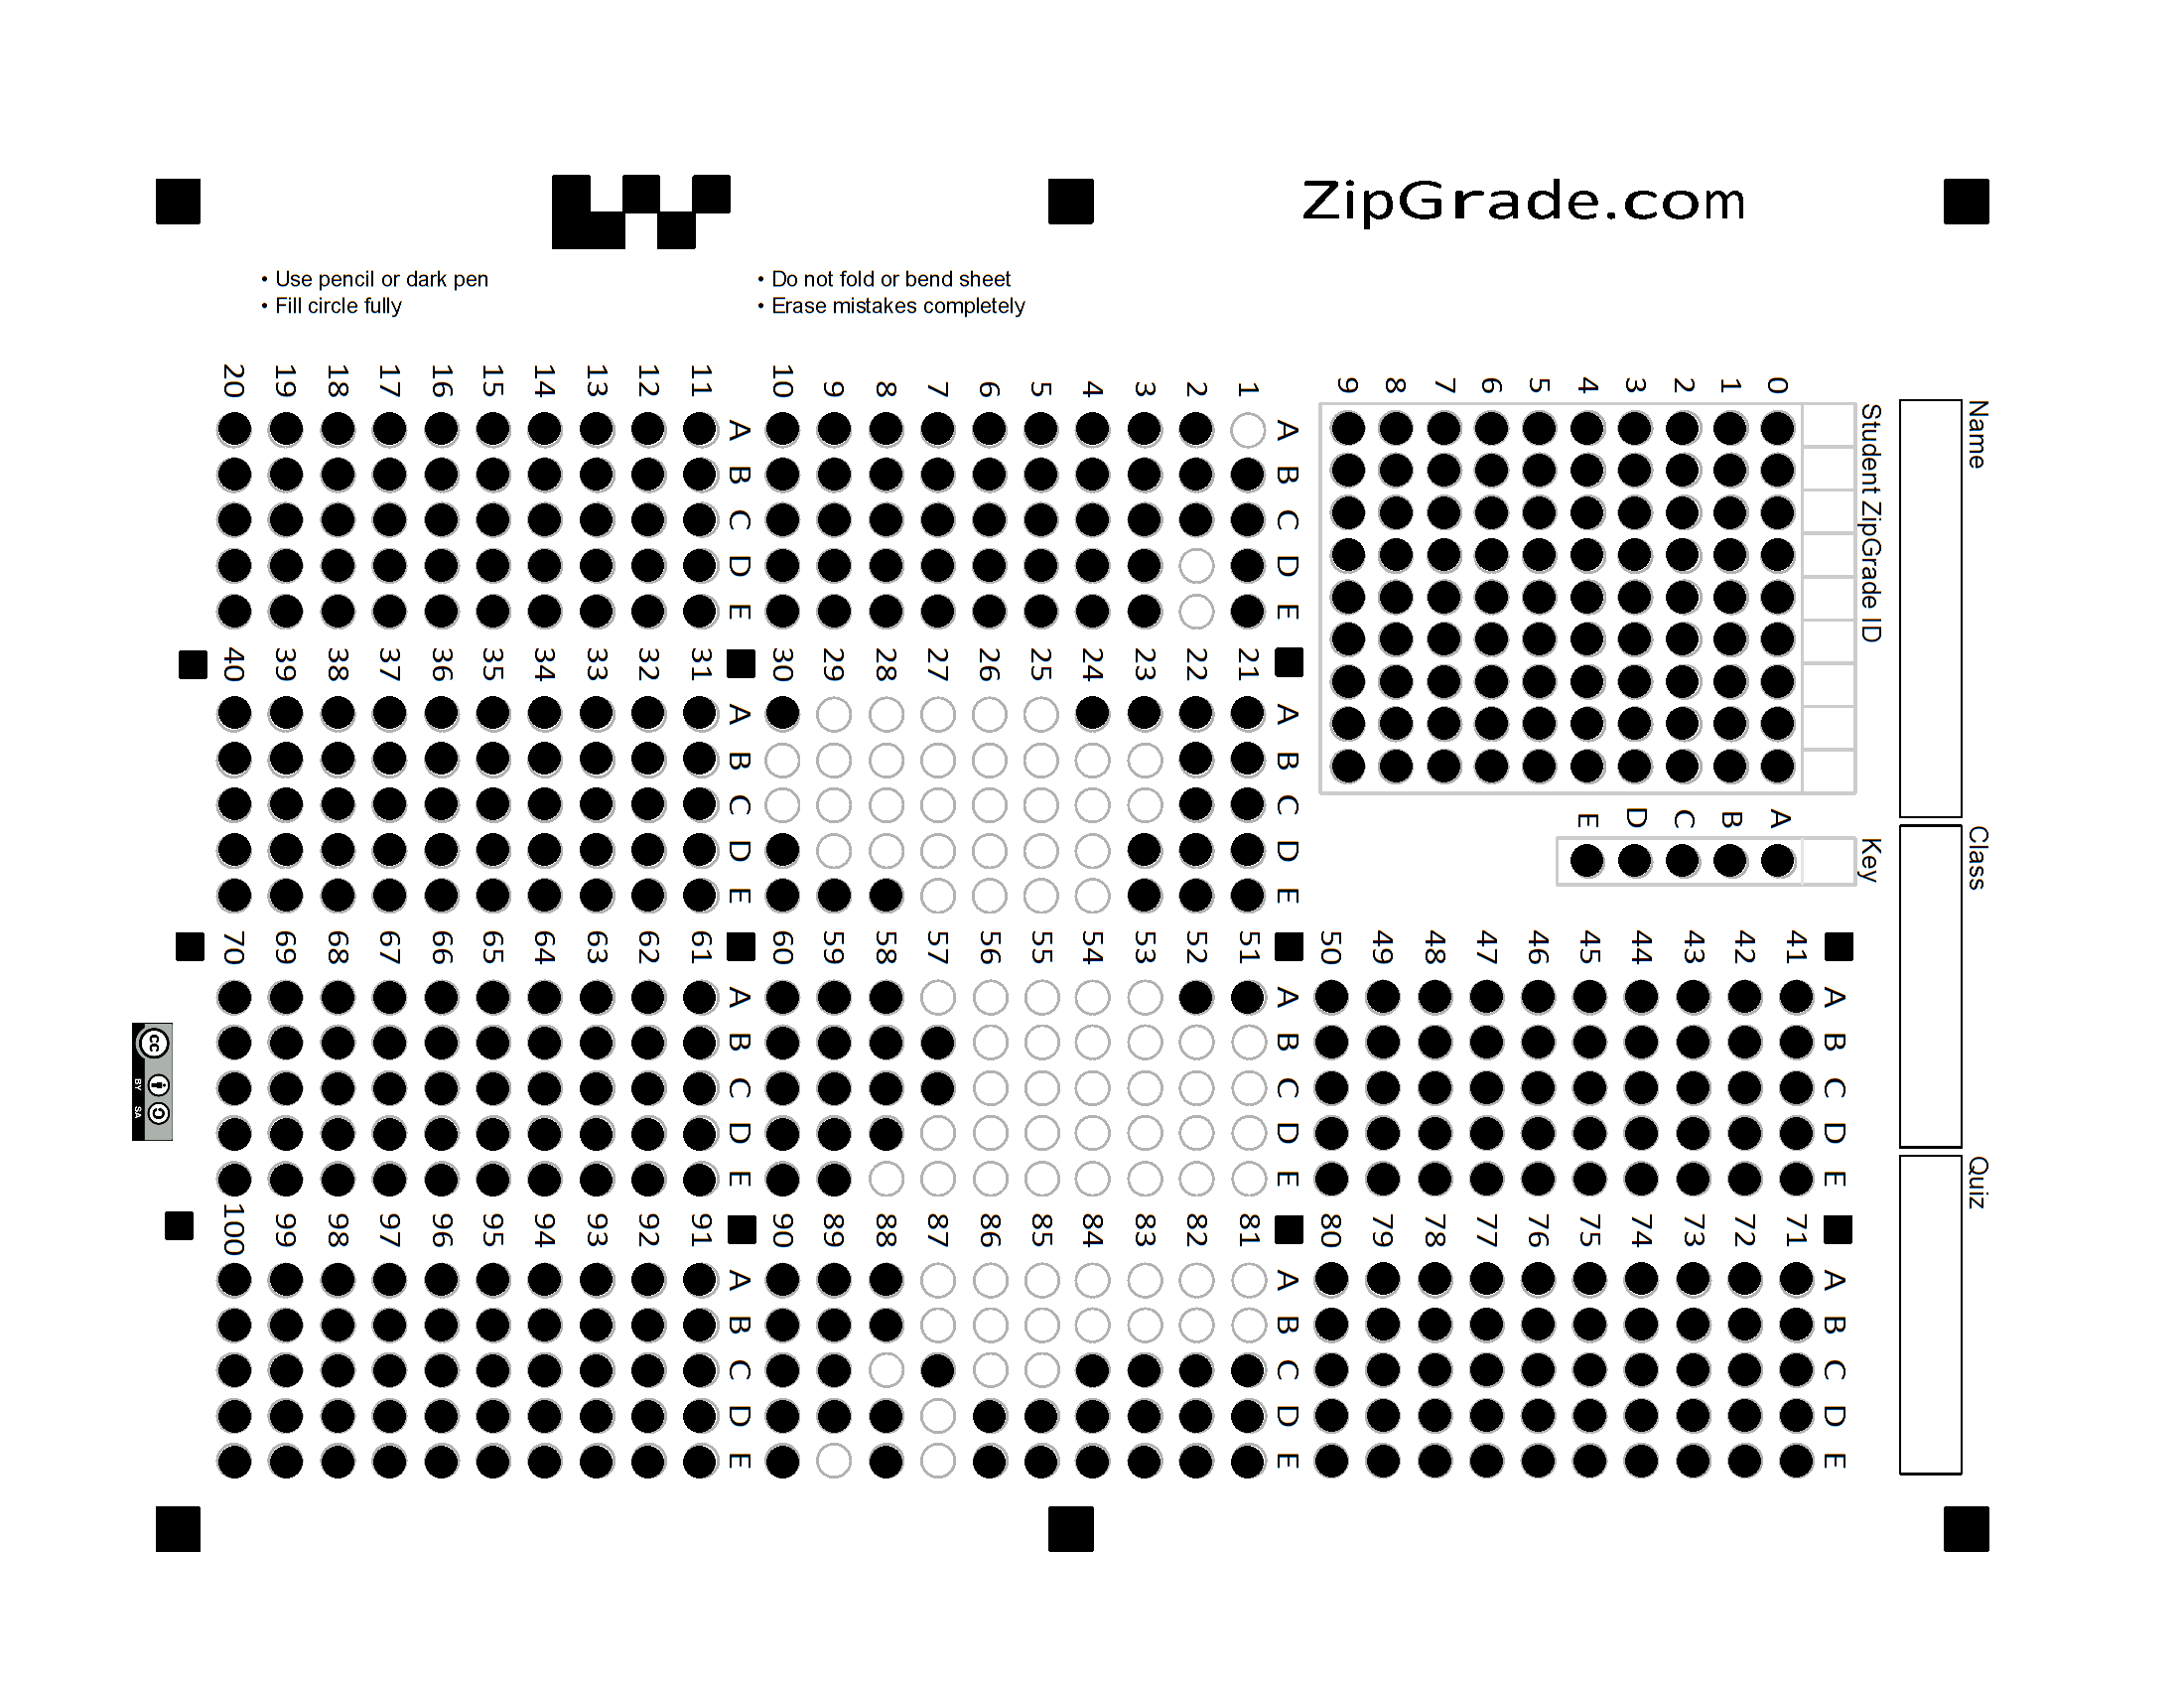 ZipGrade.com
• Use pencil or dark pen
• Fill circle fully
• Do not fold or bend sheet
• Erase mistakes completely
20 19 18 17 16 15 14 13 12 11
A B C D E
10 9 8 7 6 5 4 3 2 1
A B C D E
9 8 7 6 5 4 3 2 1 0
Student ZipGrade ID
Name
40 39 38 37 36 35 34 33 32 31
A B C D E
30 29 28 27 26 25 24 23 22 21
A B C D E
E D C B A
Key
Class
70 69 68 67 66 65 64 63 62 61
A B C D E
60 59 58 57 56 55 54 53 52 51
A B C D E
50 49 48 47 46 45 44 43 42 41
A B C D E
Quiz
100 99 98 97 96 95 94 93 92 91
A B C D E
90 89 88 87 86 85 84 83 82 81
A B C D E
80 79 78 77 76 75 74 73 72 71
A B C D E
cc
BY SA